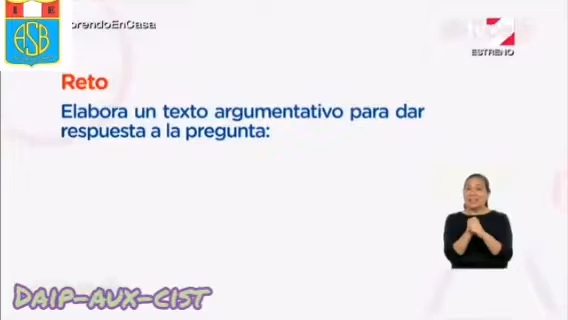 ASB
prendoEnCasa
ESTRENO
Reto
Elabora un texto argumentativo para dar
respuesta a la pregunta:
DAIP-AUX-CIST